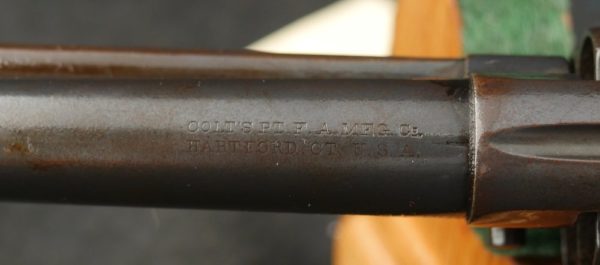 COLT'S PT. F. A. MFG. Co.
HARTFORD. CT. U. S. A.